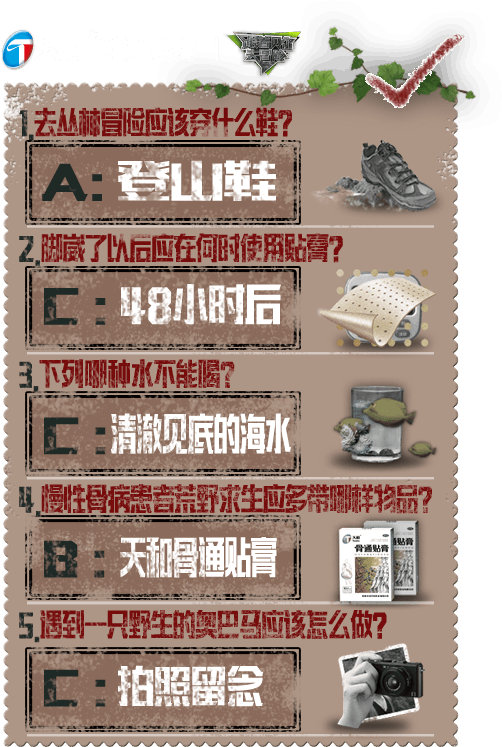 1,去丛林冒险应该穿什么鞋?
A: 登山鞋
2,脚崴了以后应在何时使用贴膏?
C: 48小时后
3,下列哪种水不能喝?
C: 清澈见底的海水
4,慢性骨病患者荒野求生应多带哪样物品?
B. 天和骨通贴膏
骨通贴膏
骨通贴膏
5,遇到一只野生的奥巴马应该怎么做?
C: 拍照留念